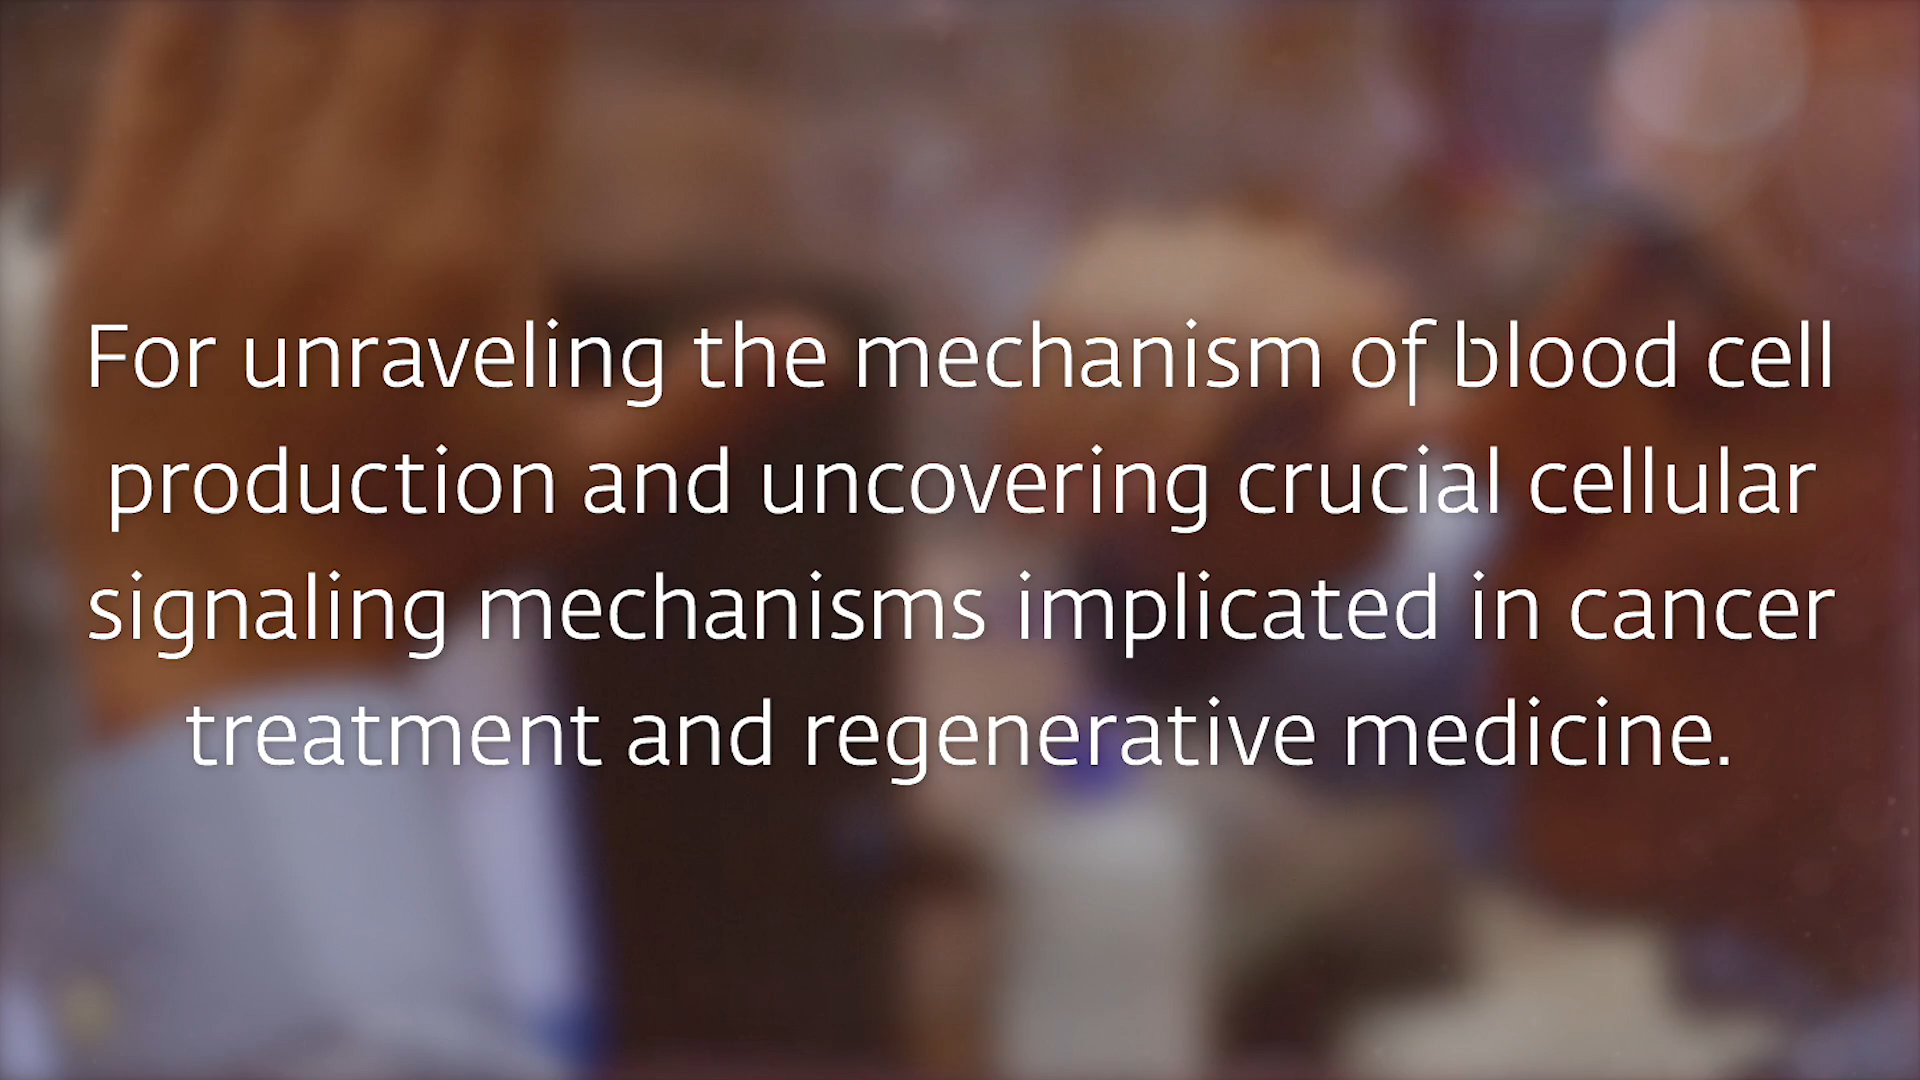 For unraveling the mechanism of blood cell
production and uncovering crucial cellular
signaling mechanisms implicated in cancer
treatment and regenerative medicine.